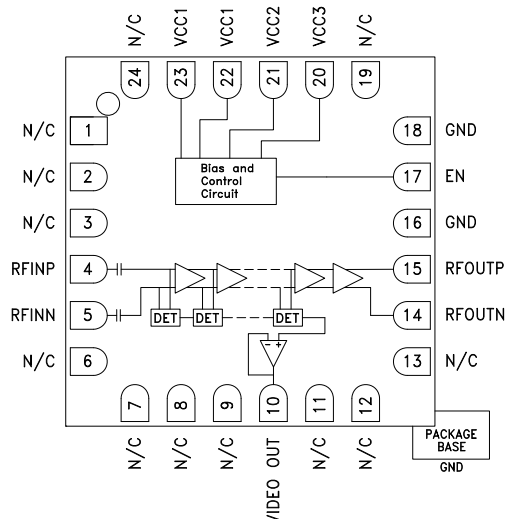 N/C
VCC1
VCC1
VCC2
VCC3
N/C
24
23
22
21
20
19
N/C 1
18 GND
N/C 2
17 EN
N/C 3
16 GND
Bias and
Control
Circuit
RFINP 4
15 RFOUTP
RFINN 5
14 RFOUTN
DET
DET
DET
- +
N/C 6
13 N/C
7
8
9
10
11
12
N/C
N/C
N/C
VIDEO OUT
N/C
N/C
PACKAGE
BASE
GND